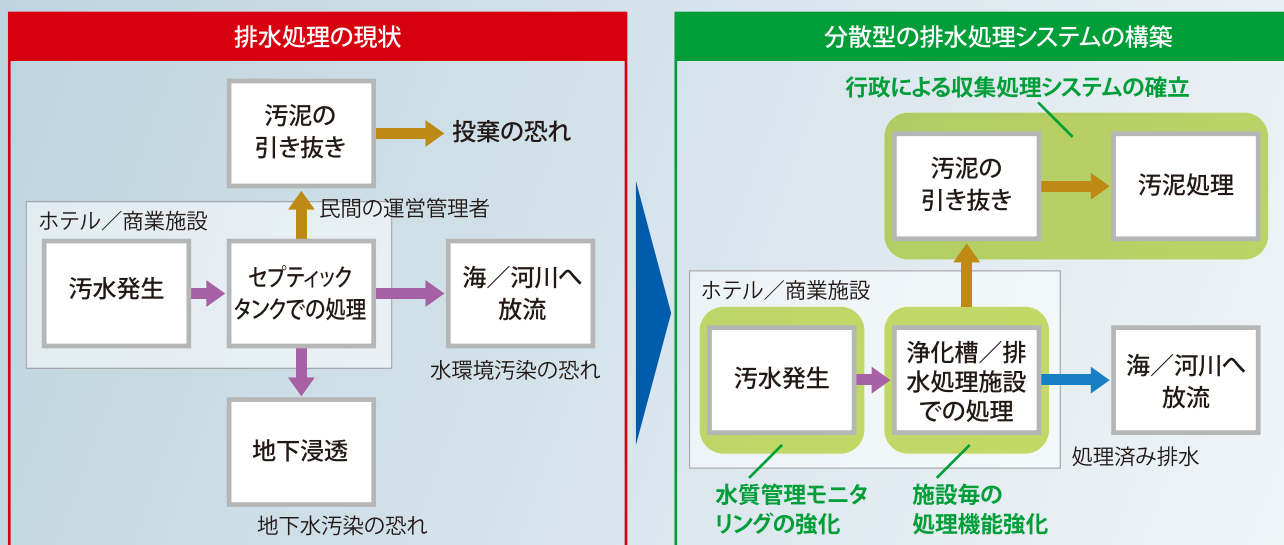 排水処理の現状
汚泥の
引き抜き
投棄の恐れ
民間の運営管理者
ホテル／商業施設
汚水発生
セプティック
タンクでの処理
海／河川へ
放流
水環境汚染の恐れ
地下浸透
地下水汚染の恐れ
分散型の排水処理システムの構築
行政による収集処理システムの確立
汚泥の
引き抜き
汚泥処理
ホテル／商業施設
汚水発生
浄化槽／排
水処理施設
での処理
海／河川へ
放流
処理済み排水
水質管理モニタ
リングの強化
施設毎の
処理機能強化